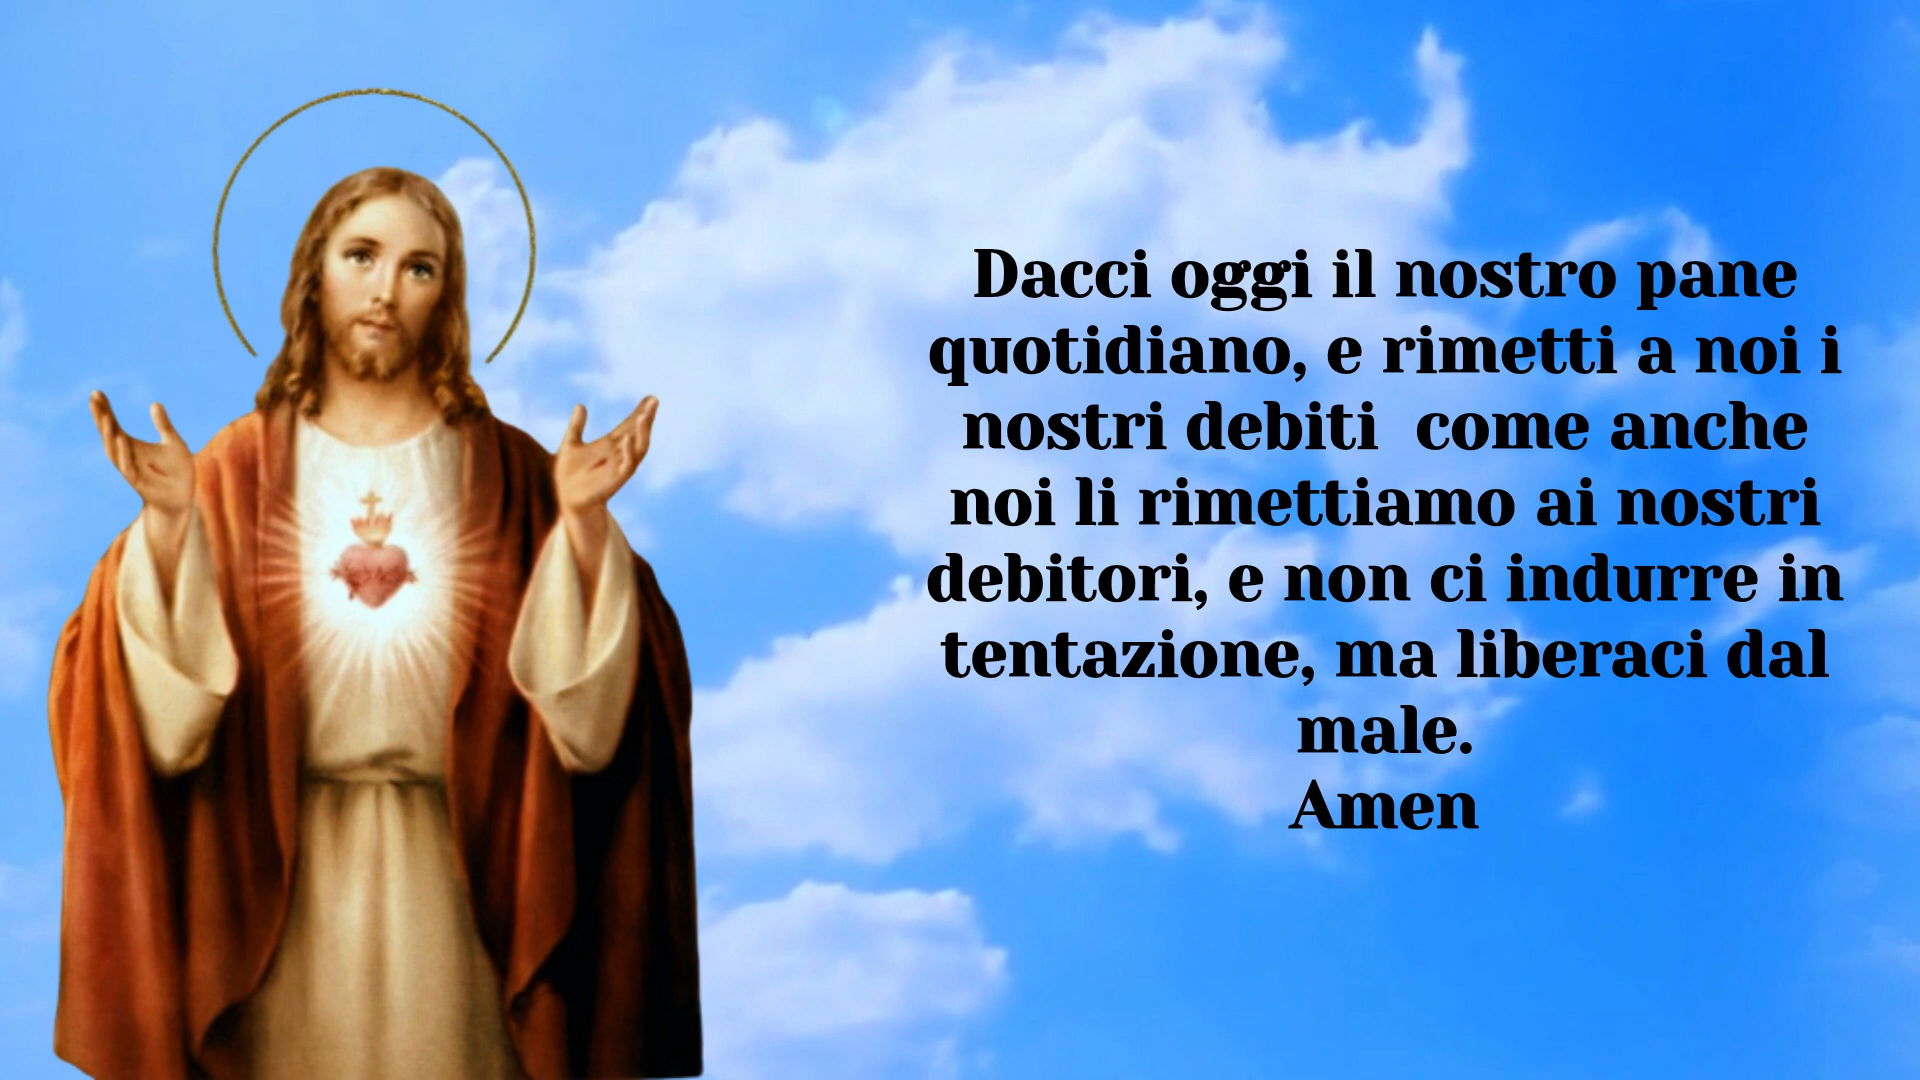 Dacci oggi il nostro pane
quotidiano, e rimetti a noi i
nostri debiti  come anche
noi li rimettiamo ai nostri
debitori, e non ci indurre in
tentazione, ma liberaci dal
male.
Amen